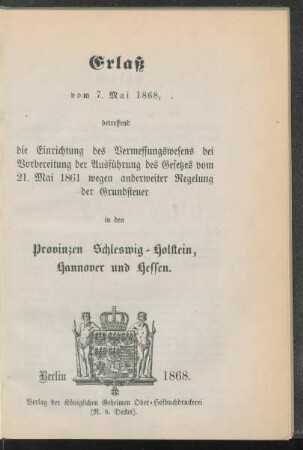 Erlaß
vom 7. Mai 1868,
betreffend
die Einrichtung des Vermessungswesens bei
Vorbereitung der Ausführung des Gesetzes vom
21. Mai 1861 wegen anderweiter Regelung
der Grundsteuer
in den
Provinzen Schleswig-Holstein,
Hannover und Hessen.
Berlin 1868.
Verlag der Königlichen Geheimen Ober-Hofbuchdruckerei
(R. v. Decker).